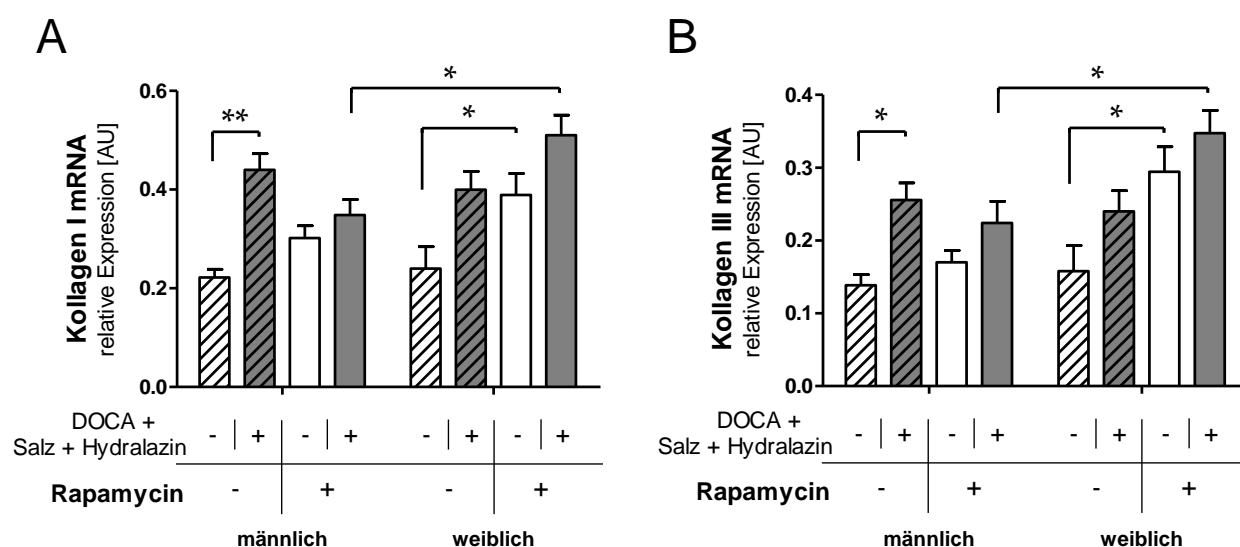 A
Kollagen I mRNA
relative Expression [AU]
0.6
0.4
0.2
0.0
**
*
*
DOCA +
Salz + Hydralazin
- + - + - + - +
Rapamycin - + - +
männlich weiblich
B
Kollagen III mRNA
relative Expression [AU]
0.4
0.3
0.2
0.1
0.0
*
*
*
DOCA +
Salz + Hydralazin
- + - + - + - +
Rapamycin - + - +
männlich weiblich